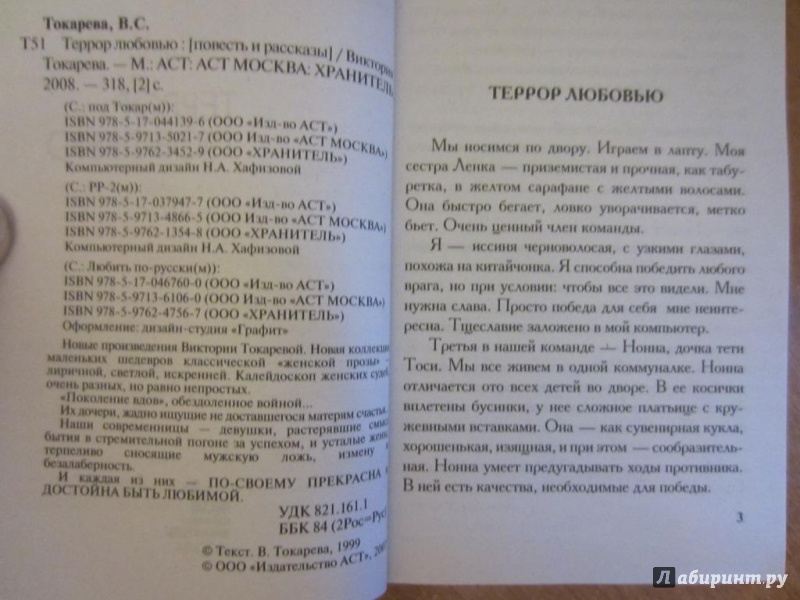 Токарева, В.С.
Т51 Террор любовью : [повесть и рассказы] / Виктория
Токарева. — М.: АСТ: АСТ МОСКВА: ХРАНИТЕЛЬ,
2008. — 318, [2] с.
(С.: под Токар(м)):
ISBN 978-5-17-044139-6 (ООО «Изд-во АСТ»)
ISBN 978-5-9713-5021-7 (ООО Изд-во «АСТ МОСКВА»)
ISBN 978-5-9762-3452-9 (ООО «ХРАНИТЕЛЬ»)
Компьютерный дизайн Н.А. Хафизовой
(С.: РР-2(м)):
ISBN 978-5-17-037947-7 (ООО «Изд-во АСТ»)
ISBN 978-5-9713-4866-5 (ООО Изд-во «АСТ МОСКВА»)
ISBN 978-5-9762-1354-8 (ООО «ХРАНИТЕЛЬ»)
Компьютерный дизайн Н.А. Хафизовой
(С.: Любить по-русски(м)):
ISBN 978-5-17-046760-0 (ООО «Изд-во АСТ»)
ISBN 978-5-9713-6106-0 (ООО Изд-во «АСТ МОСКВА»)
ISBN 978-5-9762-4756-7 (ООО «ХРАНИТЕЛЬ»)
Оформление: дизайн-студия «Графит»
Новые произведения Виктории Токаревой. Новая коллекция
маленьких шедевров классической «женской прозы» –
лиричной, светлой, искренней. Калейдоскоп женских судеб,
очень разных, но равно непростых.
«Поколение вдов», обездоленное войной...
Их дочери, жадно ищущие не доставшегося матерям счастья.
Наши современницы — девушки, растерявшие смысл
бытия в стремительной погоне за успехом, и усталые жены,
терпеливо сносящие мужскую ложь, измену и
безалаберность.
И каждая из них — ПО-СВОЕМУ ПРЕКРАСНА И
ДОСТОЙНА БЫТЬ ЛЮБИМОЙ.
УДК 821.161.1
ББК 84 (2Рос=Рус)
© Текст. В. Токарева, 1999
© ООО «Издательство АСТ», 200
ТЕРРОР ЛЮБОВЬЮ
Мы носимся по двору. Играем в лапту. Моя
сестра Ленка — приземистая и прочная, как табу-
ретка, в желтом сарафане с желтыми волосами.
Она быстро бегает, ловко уворачивается, метко
бьет. Очень ценный член команды.
Я — иссиня черноволосая, с узкими глазами,
похожа на китайчонка. Я способна победить любого
врага, но при условии: чтобы все это видели. Мне
нужна слава. Просто победа для себя мне неинте-
ресна. Тщеславие заложено в мой компьютер.
Третья в нашей команде — Нонна, дочка тети
Тоси. Мы все живем в одной коммуналке. Нонна
отличается ото всех детей во дворе. В ее косички
вплетены бусинки, у нее сложное платьице с кру-
жевными вставками. Она — как сувенирная кукла,
хорошенькая, изящная, и при этом — сообразитель-
ная. Нонна умеет предугадывать ходы противника.
В ней есть качества, необходимые для победы.
3
Лабиринт.ру